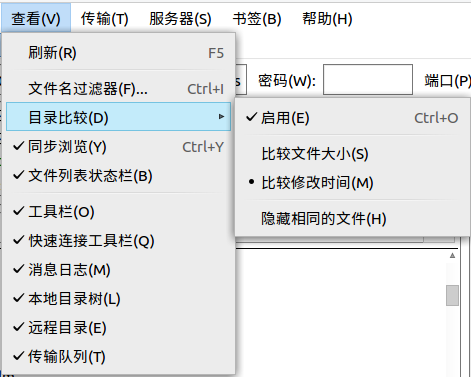 查看(V) 传输(T) 服务器(S) 书签(B) 帮助(H)
刷新(R) F5
文件名过滤器(F)... Ctrl+I
s 密码(W): 端口(P)
目录比较(D)
启用(E) Ctrl+O
同步浏览(Y) Ctrl+Y
比较文件大小(S)
文件列表状态栏(B)
比较修改时间(M)
工具栏(O)
隐藏相同的文件(H)
快速连接工具栏(Q)
消息日志(M)
本地目录树(L)
远程目录(E)
传输队列(T)